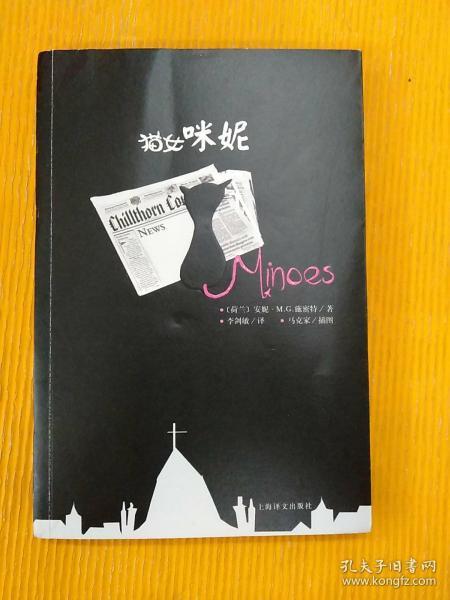 猫女咪妮
Chillthorn Cou
NEWS
Minoes
•〔荷兰〕安妮·M.G.施密特/著
•李剑敏/译 •马克家/插图
上海译文出版社
孔夫子旧书网
www.kongfz.com